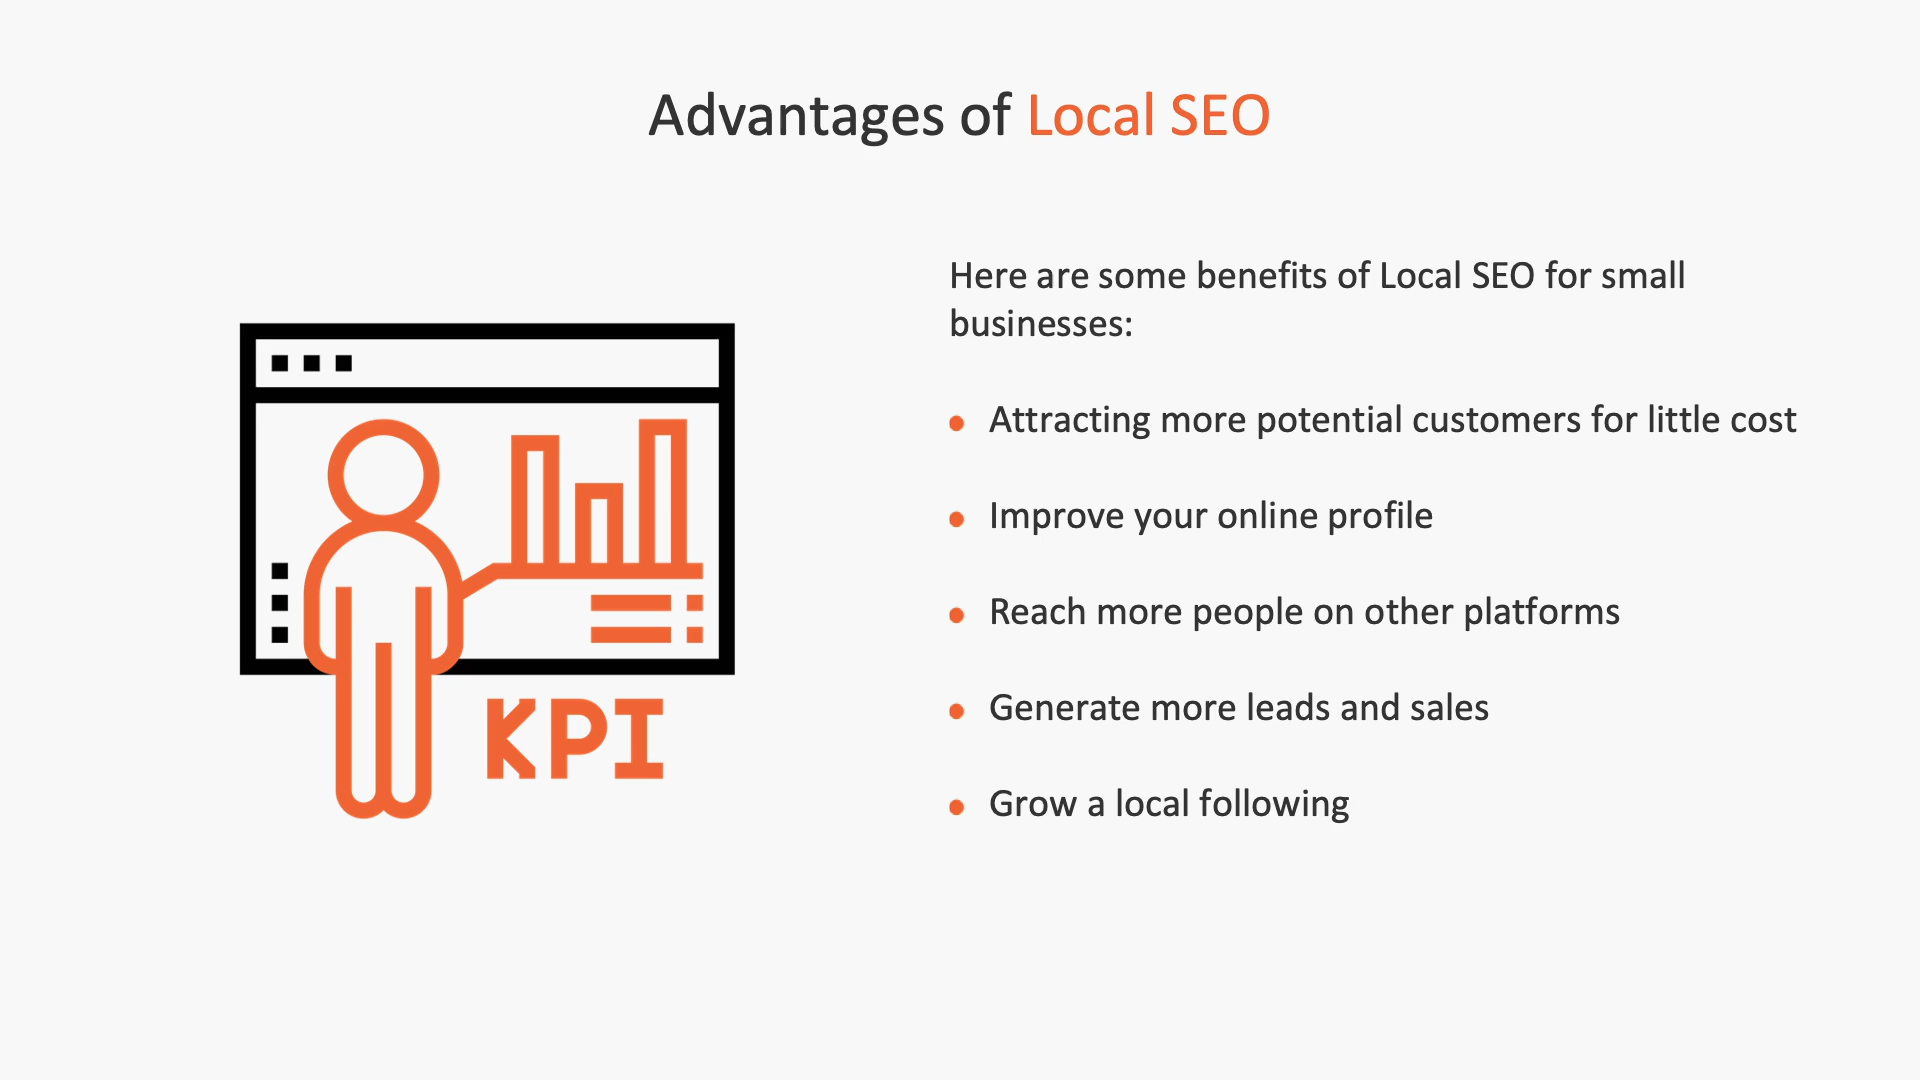 Advantages of Local SEO
Here are some benefits of Local SEO for small
businesses:
Attracting more potential customers for little cost
Improve your online profile
Reach more people on other platforms
Generate more leads and sales
Grow a local following
KPI